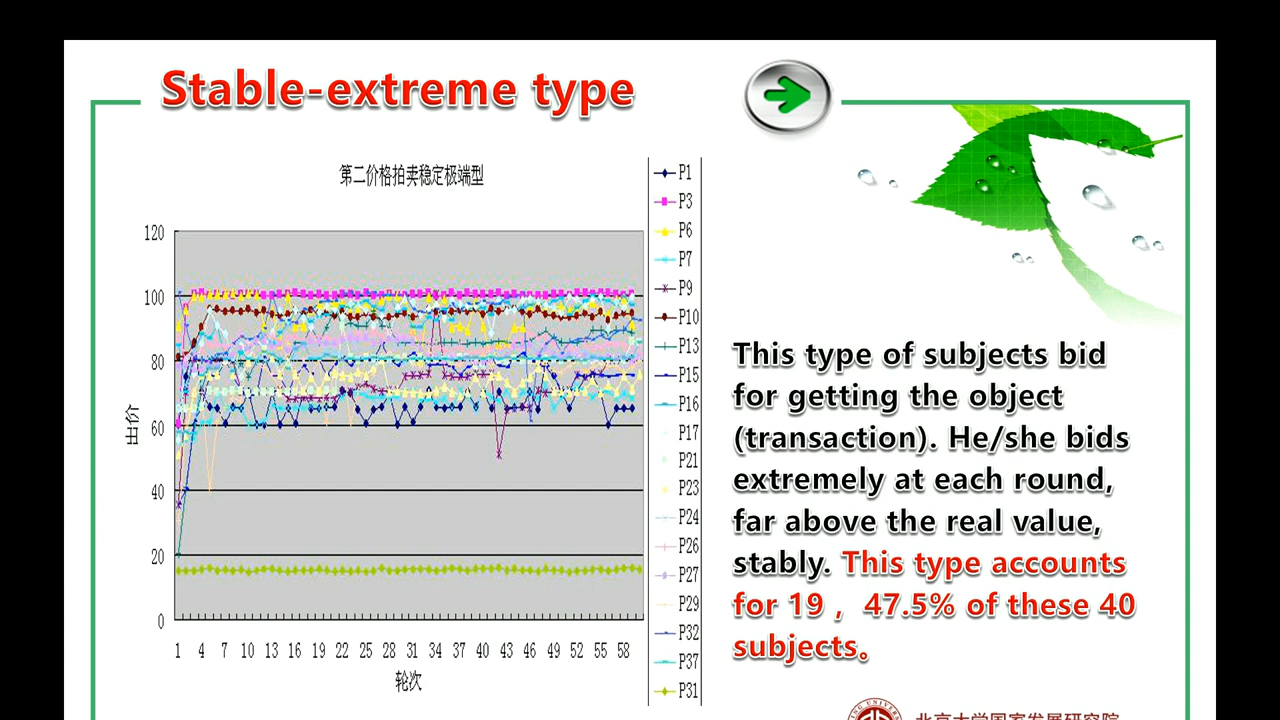 Stable-extreme type
第二价格拍卖稳定极端型
120
100
80
60
40
20
0
出价
1 4 7 10 13 16 19 22 25 28 31 34 37 40 43 46 49 52 55 58
轮次
P1
P3
P6
P7
P9
P10
P13
P15
P16
P17
P21
P23
P24
P26
P27
P29
P32
P37
P31
This type of subjects bid
for getting the object
(transaction). He/she bids
extremely at each round,
far above the real value,
stably. This type accounts
for 19 ,  47.5% of these 40
subjects。
北京大学国家发展研究院